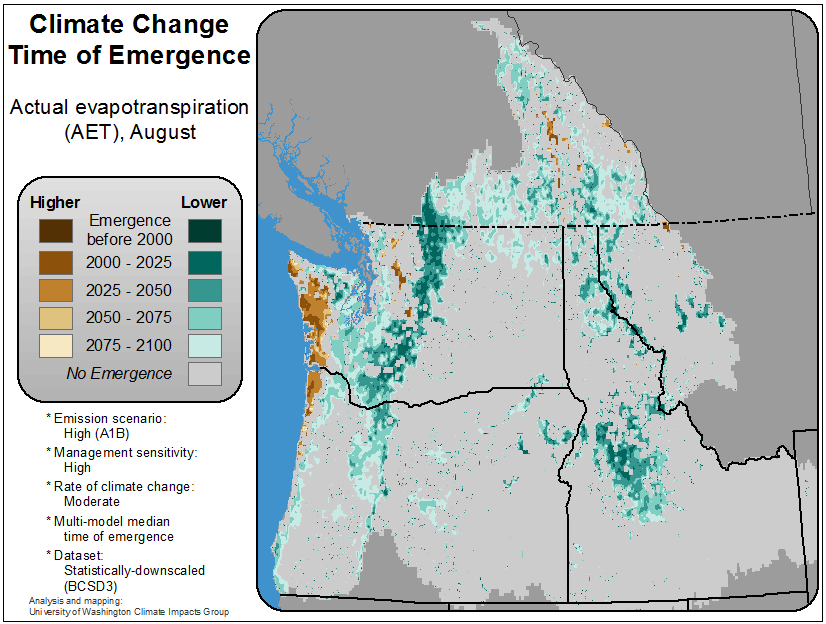 Climate Change
Time of Emergence
Actual evapotranspiration
(AET), August
Higher
Lower
Emergence
before 2000
2000 - 2025
2025 - 2050
2050 - 2075
2075 - 2100
No Emergence
* Emission scenario:
High (A1B)
* Management sensitivity:
High
* Rate of climate change:
Moderate
* Multi-model median
time of emergence
* Dataset:
Statistically-downscaled
(BCSD3)
Analysis and mapping:
University of Washington Climate Impacts Group